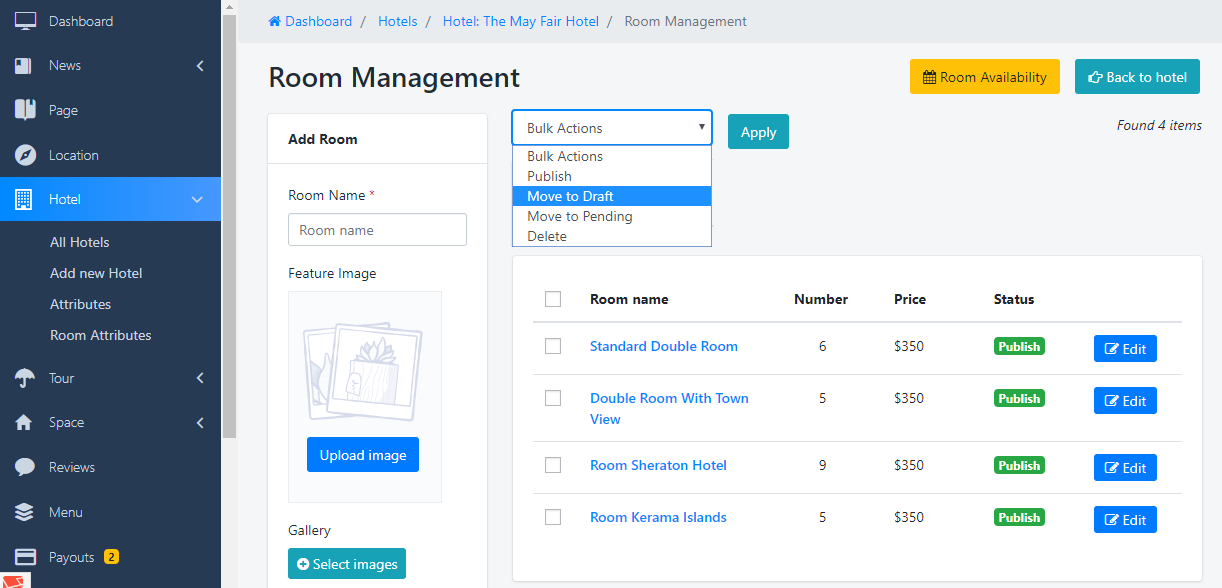 Dashboard
News
Page
Location
Hotel
All Hotels
Add new Hotel
Attributes
Room Attributes
Tour
Space
Reviews
Menu
Payouts 2
Dashboard / Hotels / Hotel: The May Fair Hotel / Room Management
Room Management
Room Availability
Back to hotel
Add Room
Room Name *
Room name
Feature Image
Upload image
Gallery
Select images
Bulk Actions
Apply
Found 4 items
Bulk Actions
Publish
Move to Draft
Move to Pending
Delete
Room name Number Price Status
Standard Double Room 6 $350 Publish Edit
Double Room With Town 5 $350 Publish Edit
View
Room Sheraton Hotel 9 $350 Publish Edit
Room Kerama Islands 5 $350 Publish Edit